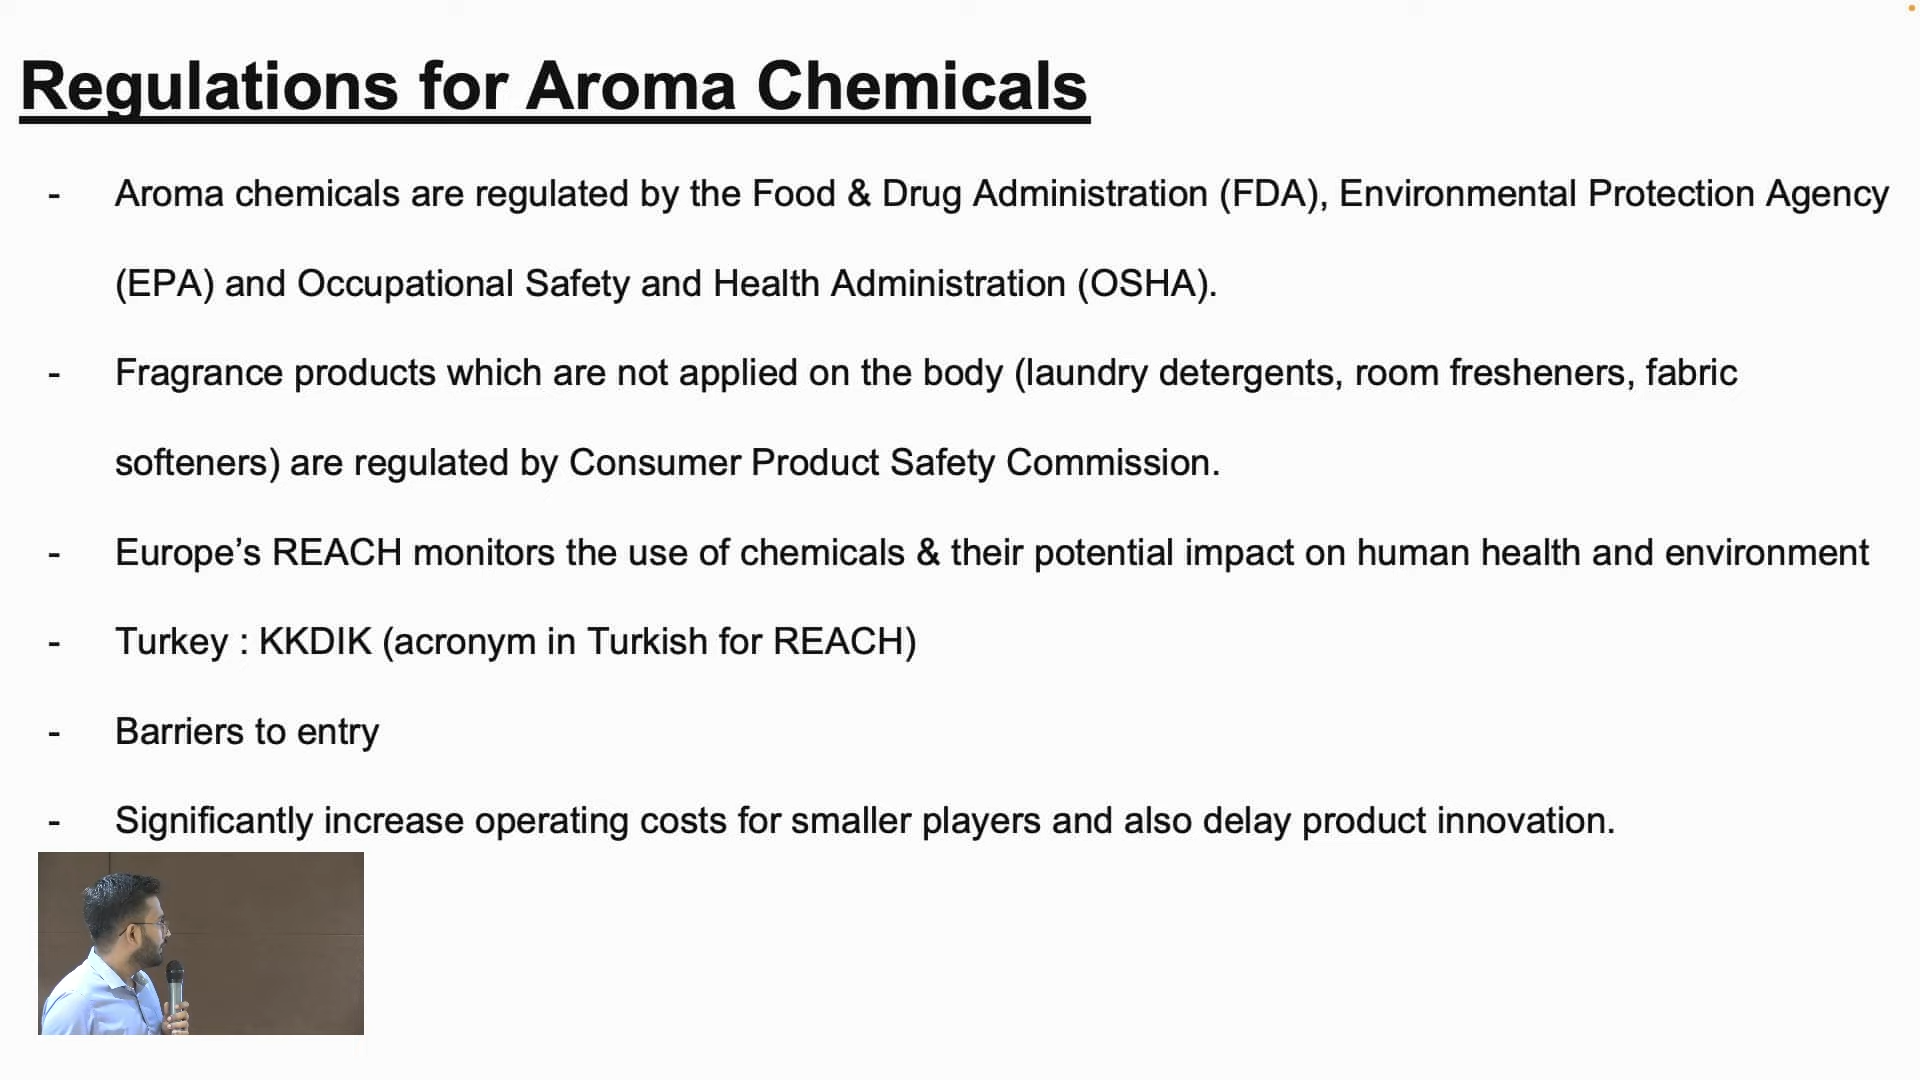 Regulations for Aroma Chemicals
- Aroma chemicals are regulated by the Food & Drug Administration (FDA), Environmental Protection Agency
(EPA) and Occupational Safety and Health Administration (OSHA).
- Fragrance products which are not applied on the body (laundry detergents, room fresheners, fabric
softeners) are regulated by Consumer Product Safety Commission.
- Europe’s REACH monitors the use of chemicals & their potential impact on human health and environment
- Turkey : KKDIK (acronym in Turkish for REACH)
- Barriers to entry
- Significantly increase operating costs for smaller players and also delay product innovation.